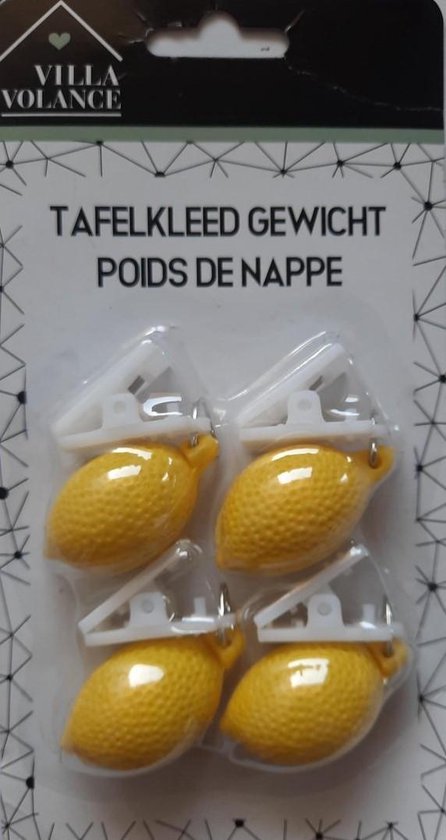 VILLA
VOLANCE
TAFELKLEED GEWICHT
POIDS DE NAPPE